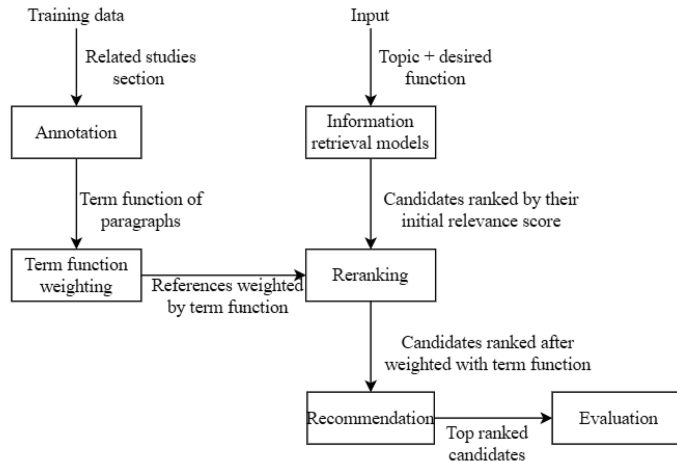 Training data
Input
Related studies
section
Topic + desired
function
Annotation
Information
retrieval models
Term function of
paragraphs
Candidates ranked by their
initial relevance score
Term function
weighting
References weighted
by term function
Reranking
Candidates ranked after
weighted with term function
Recommendation
Top ranked
candidates
Evaluation